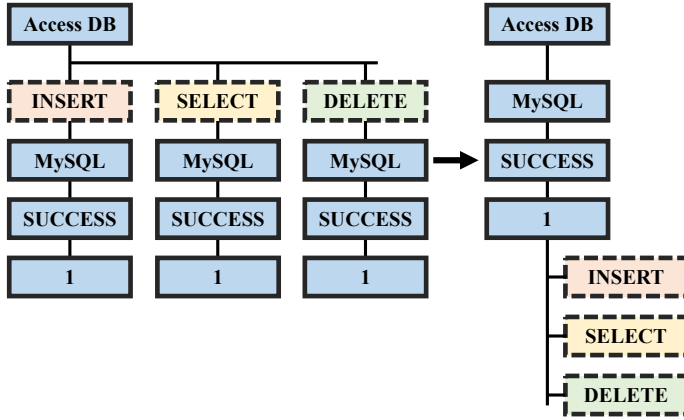 Access DB
INSERT
SELECT
DELETE
MySQL
MySQL
MySQL
SUCCESS
SUCCESS
SUCCESS
1
1
1
Access DB
MySQL
SUCCESS
1
INSERT
SELECT
DELETE